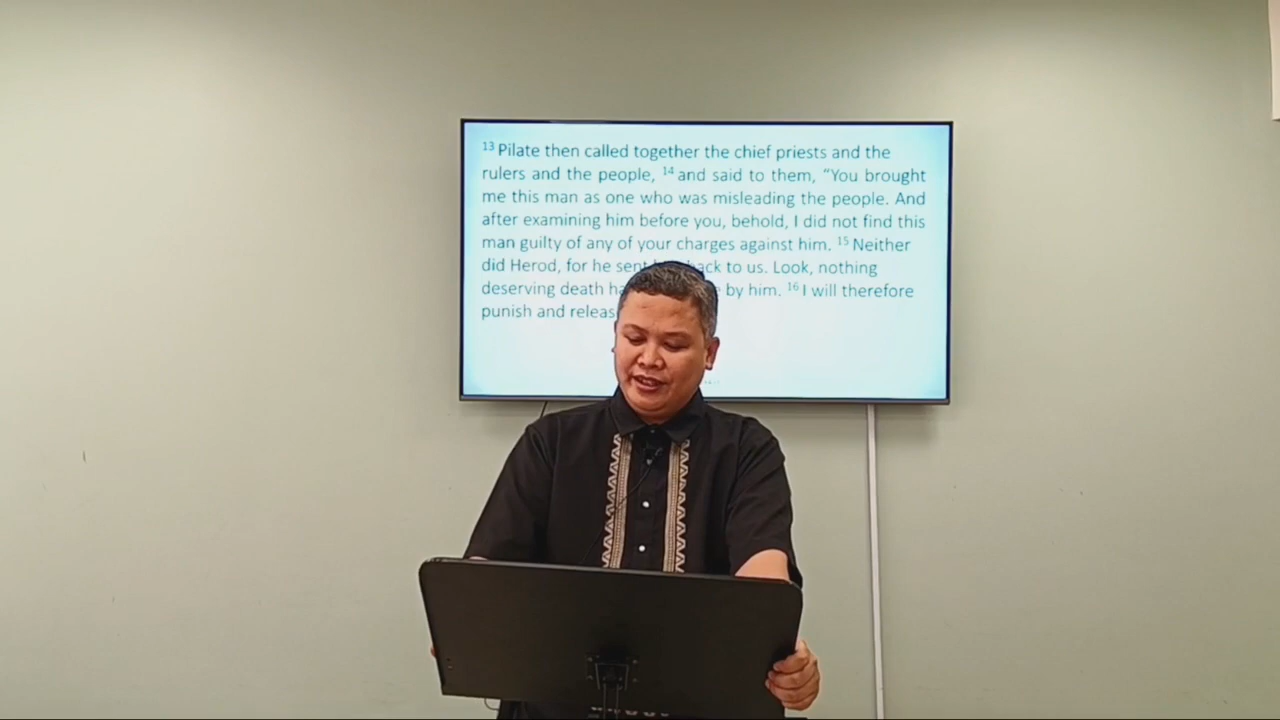 13 Pilate then called together the chief priests and the
rulers and the people, 14 and said to them, “You brought
me this man as one who was misleading the people. And
after examining him before you, behold, I did not find this
man guilty of any of your charges against him. 15 Neither
did Herod, for he sent back to us. Look, nothing
deserving death by him. 16 I will therefore
punish and